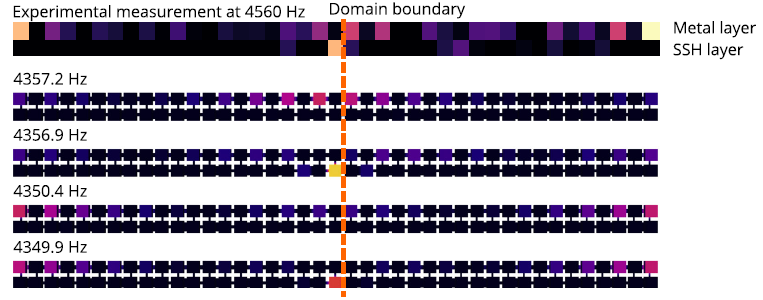 Experimental measurement at 4560 Hz
Domain boundary
Metal layer
SSH layer
4357.2 Hz
4356.9 Hz
4350.4 Hz
4349.9 Hz